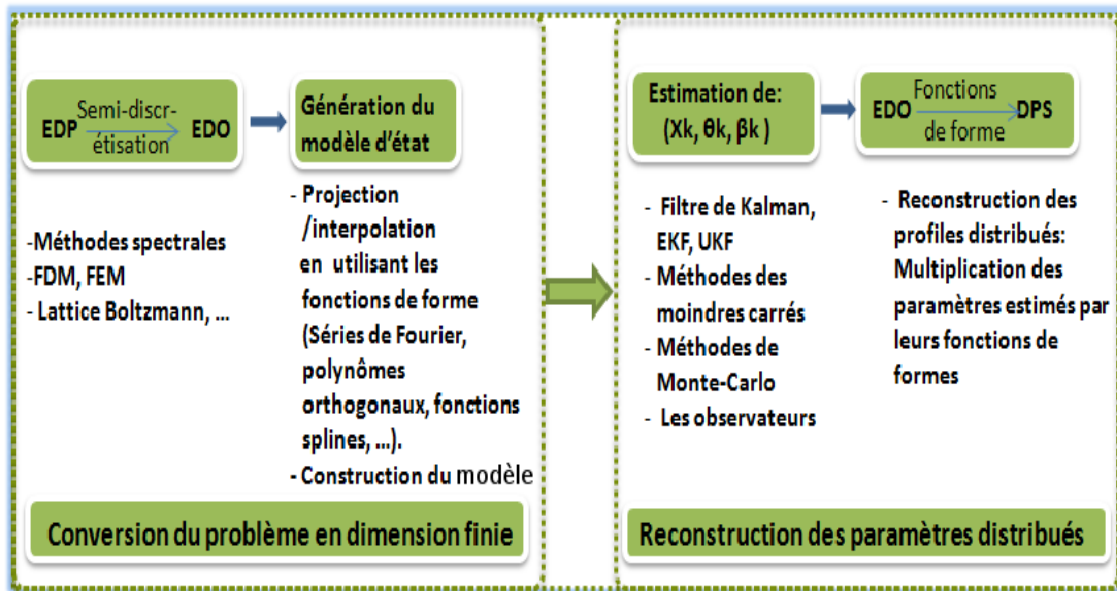 Semi-discr-
EDP EDO
étisation
Génération du
modèle d'état
-Méthodes spectrales
-FDM, FEM
- Lattice Boltzmann, ...
- Projection
/interpolation
en utilisant les
fonctions de forme
(Séries de Fourier,
polynômes
orthogonaux, fonctions
splines, ...).
- Construction du modèle
Conversion du problème en dimension finie
Estimation de:
(Xk, θk, βk )
Fonctions
EDO DPS
de forme
- Filtre de Kalman,
EKF, UKF
- Méthodes des
moindres carrés
- Méthodes de
Monte-Carlo
- Les observateurs
- Reconstruction des
profiles distribués:
Multiplication des
paramètres estimés par
leurs fonctions de
formes
Reconstruction des paramètres distribués